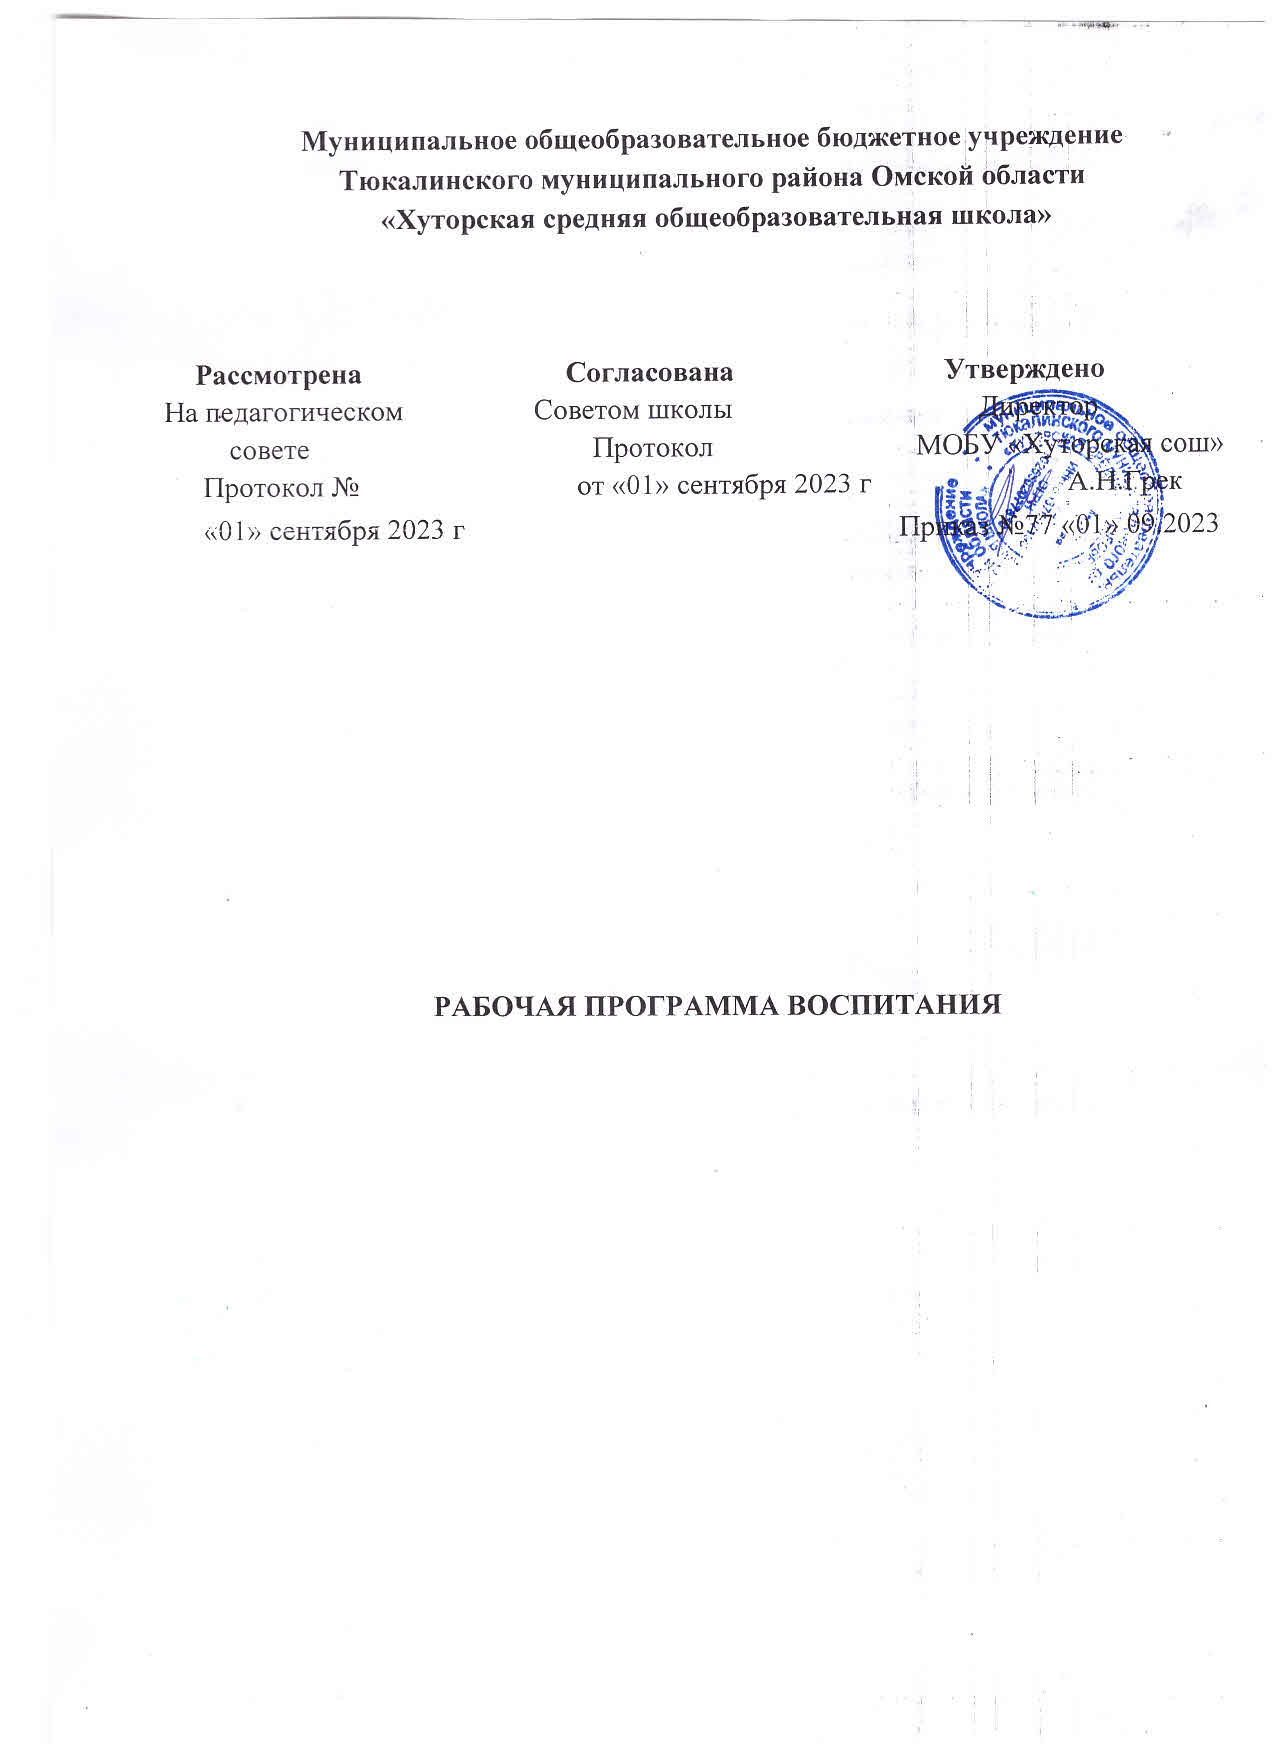 Муниципальное общеобразовательное бюджетное учреждение
Тюкалинского муниципального района Омской области
«Хуторская средняя общеобразовательная школа»
Рассмотрена
На педагогическом
совете
Протокол №
«01» сентября 2023 г
Согласована
Советом школы
Протокол
от «01» сентября 2023 г
Утверждено
Директор
МОБУ «Хуторская сош»
А.Н.Грек
Приказ №77 «01» 09.2023
РАБОЧАЯ ПРОГРАММА ВОСПИТАНИЯ